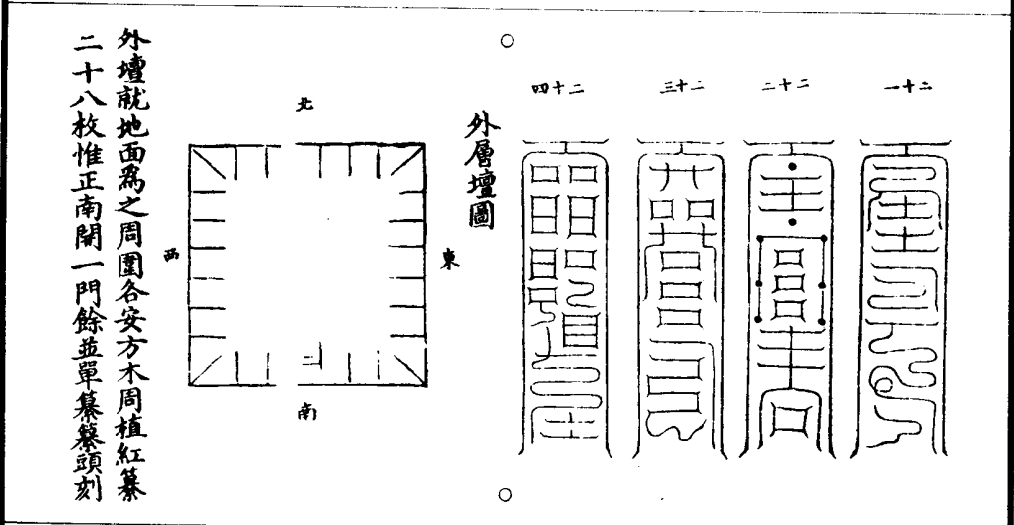 二十一
二十二
二十三
二十四
外層壇圖
北
東
西
南
外壇就地面為之周圍各安方木周植紅纂
二十八枚惟正南開一門餘並單纂纂頭刻